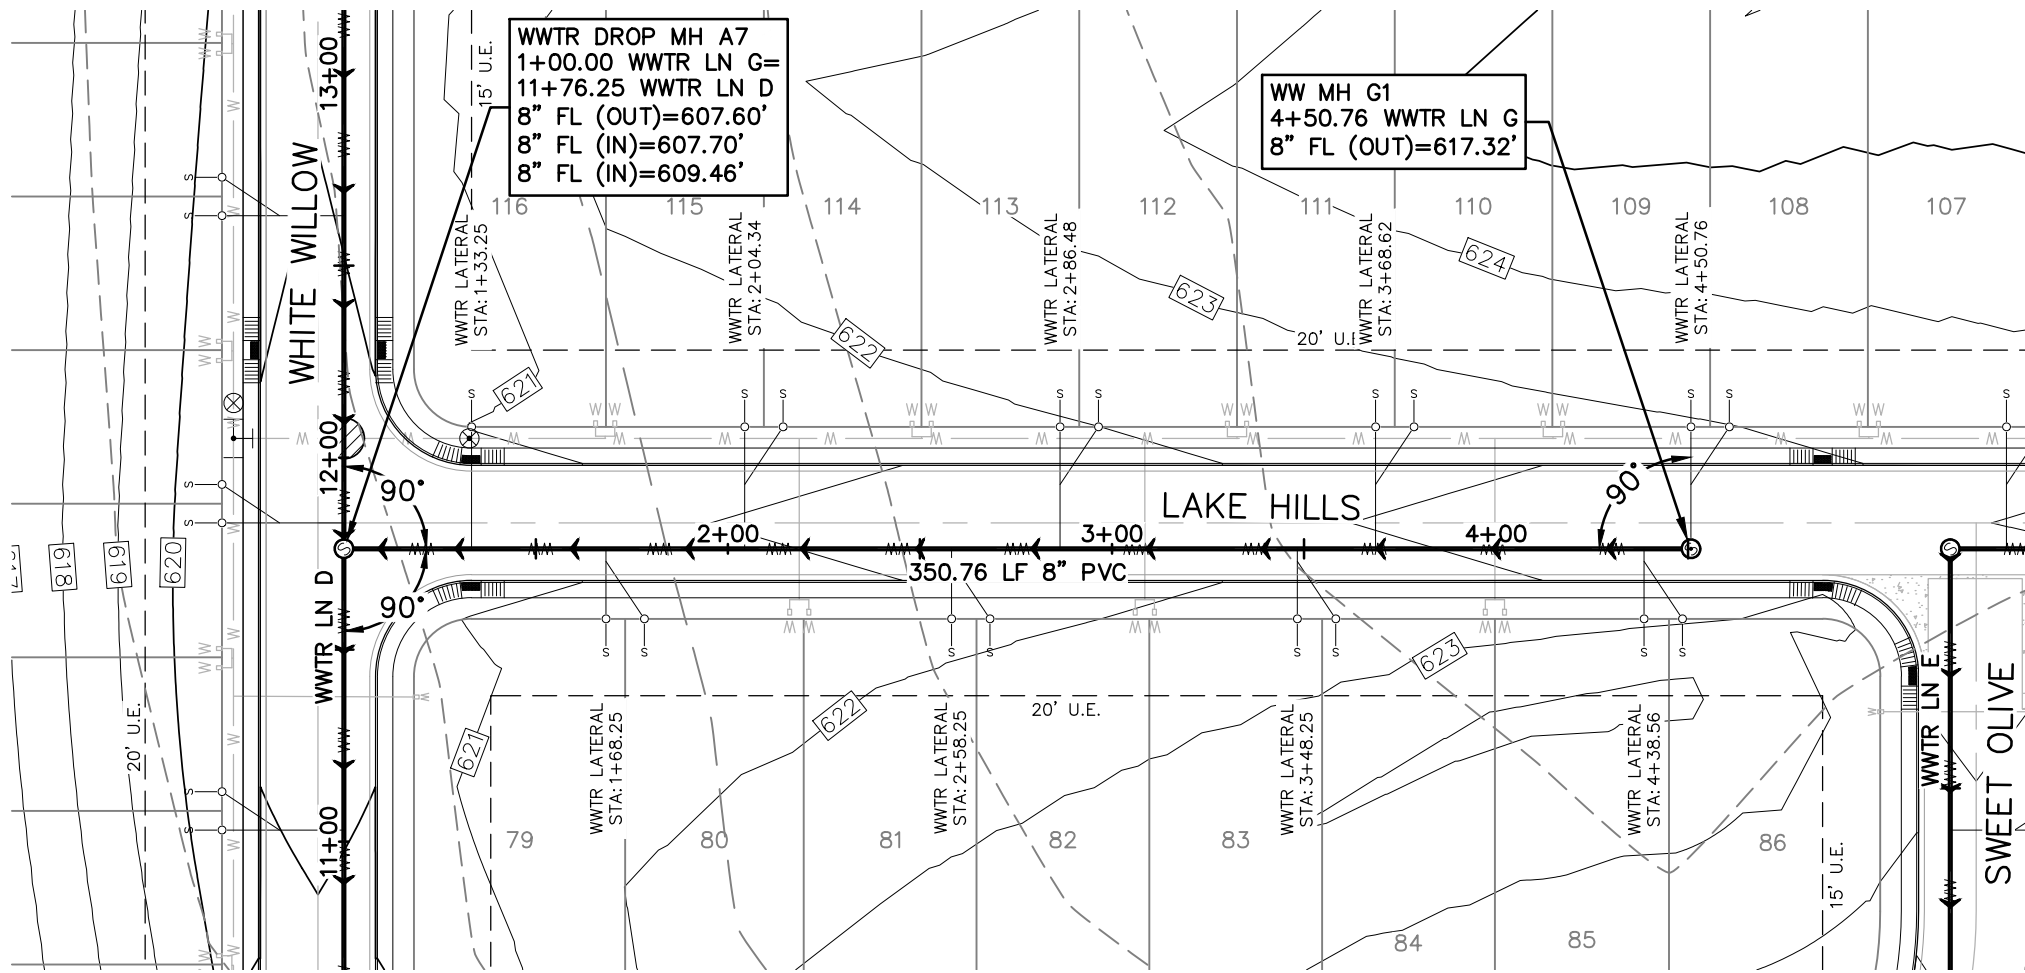 WWTR DROP MH A7
1+00.00 WWTR LN G=
11+76.25 WWTR LN D
8" FL (OUT)=607.60'
8" FL (IN)=607.70'
8" FL (IN)=609.46'
WW MH G1
4+50.76 WWTR LN G
8" FL (OUT)=617.32'
13+00
15' U.E.
WHITE WILLOW
116
115
114
113
112
111
110
109
108
107
WWTR LATERAL
STA: 1+33.25
WWTR LATERAL
STA: 2+04.34
WWTR LATERAL
STA: 2+86.48
WWTR LATERAL
STA: 3+68.62
WWTR LATERAL
STA: 4+50.76
624
623
622
621
20' U.E.
12+00
90°
90°
90°
LAKE HILLS
2+00
3+00
4+00
350.76 LF 8" PVC
618
619
620
WWTR LN D
11+00
20' U.E.
621
622
623
20' U.E.
WWTR LATERAL
STA: 1+68.25
WWTR LATERAL
STA: 2+58.25
WWTR LATERAL
STA: 3+48.25
WWTR LATERAL
STA: 4+38.56
79
80
81
82
83
84
85
86
15' U.E.
WWTR LN E
SWEET OLIVE